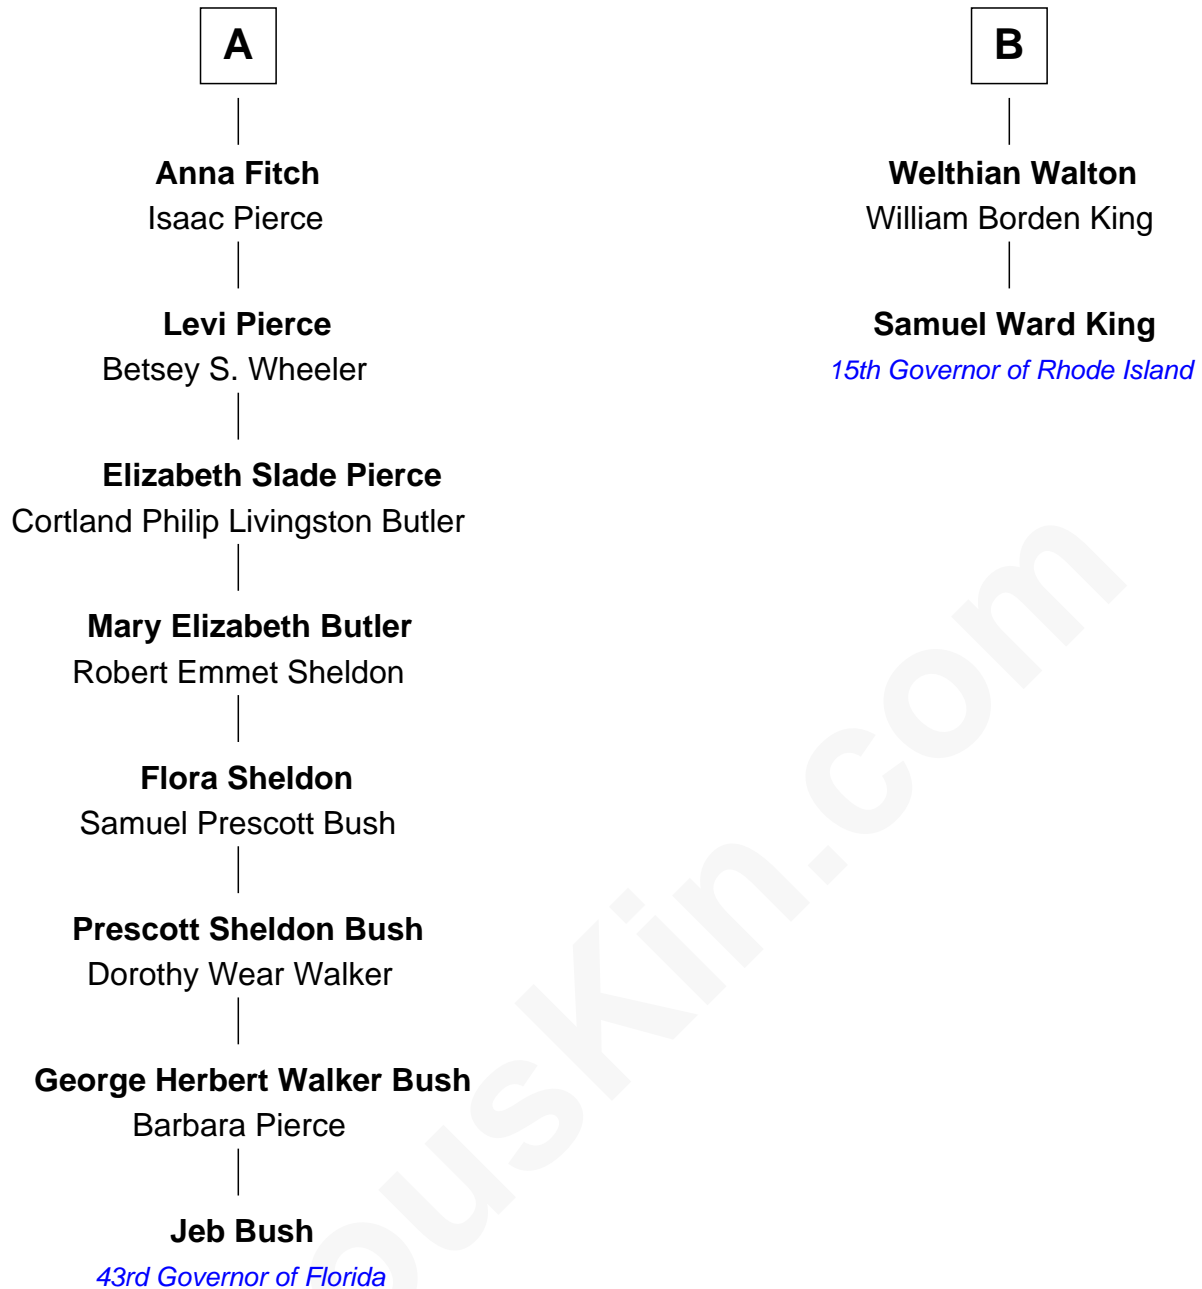 A
Anna Fitch
Isaac Pierce
Levi Pierce
Betsey S. Wheeler
Elizabeth Slade Pierce
Cortland Philip Livingston Butler
Mary Elizabeth Butler
Robert Emmet Sheldon
Flora Sheldon
Samuel Prescott Bush
Prescott Sheldon Bush
Dorothy Wear Walker
George Herbert Walker Bush
Barbara Pierce
Jeb Bush
43rd Governor of Florida
B
Welthian Walton
William Borden King
Samuel Ward King
15th Governor of Rhode Island
ousKin.com